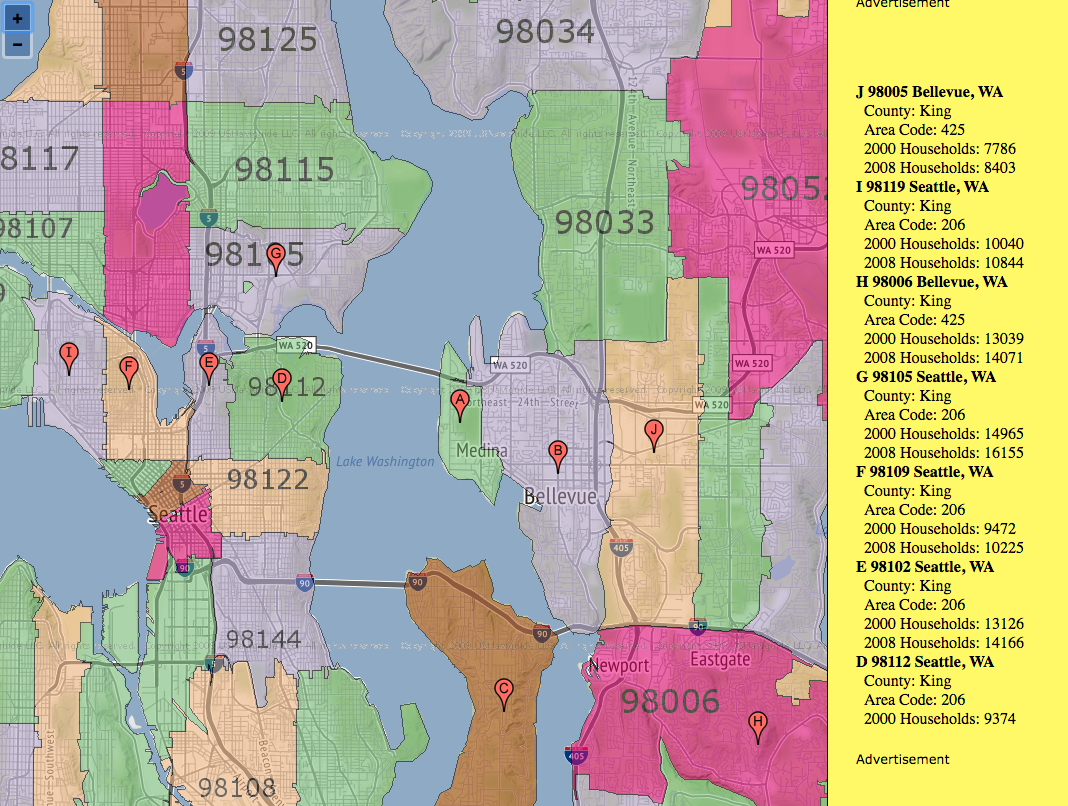 Advertisement
+
−
98125
98034
5
124th Avenue Northeast
8117
98115
98052
98033
5
98107
98105
G
WA 520
9
WA 520
5
I
F
E
WA 520
WA 520
D
98112
A
Northeast 24th Street
WA 520
J
Medina
B
Lake Washington
98122
Bellevue
5
Seattle
405
90
90
90
98144
90
90
Newport
Eastgate
C
98006
H
405
98108
J 98005 Bellevue, WA
County: King
Area Code: 425
2000 Households: 7786
2008 Households: 8403
I 98119 Seattle, WA
County: King
Area Code: 206
2000 Households: 10040
2008 Households: 10844
H 98006 Bellevue, WA
County: King
Area Code: 425
2000 Households: 13039
2008 Households: 14071
G 98105 Seattle, WA
County: King
Area Code: 206
2000 Households: 14965
2008 Households: 16155
F 98109 Seattle, WA
County: King
Area Code: 206
2000 Households: 9472
2008 Households: 10225
E 98102 Seattle, WA
County: King
Area Code: 206
2000 Households: 13126
2008 Households: 14166
D 98112 Seattle, WA
County: King
Area Code: 206
2000 Households: 9374
Advertisement